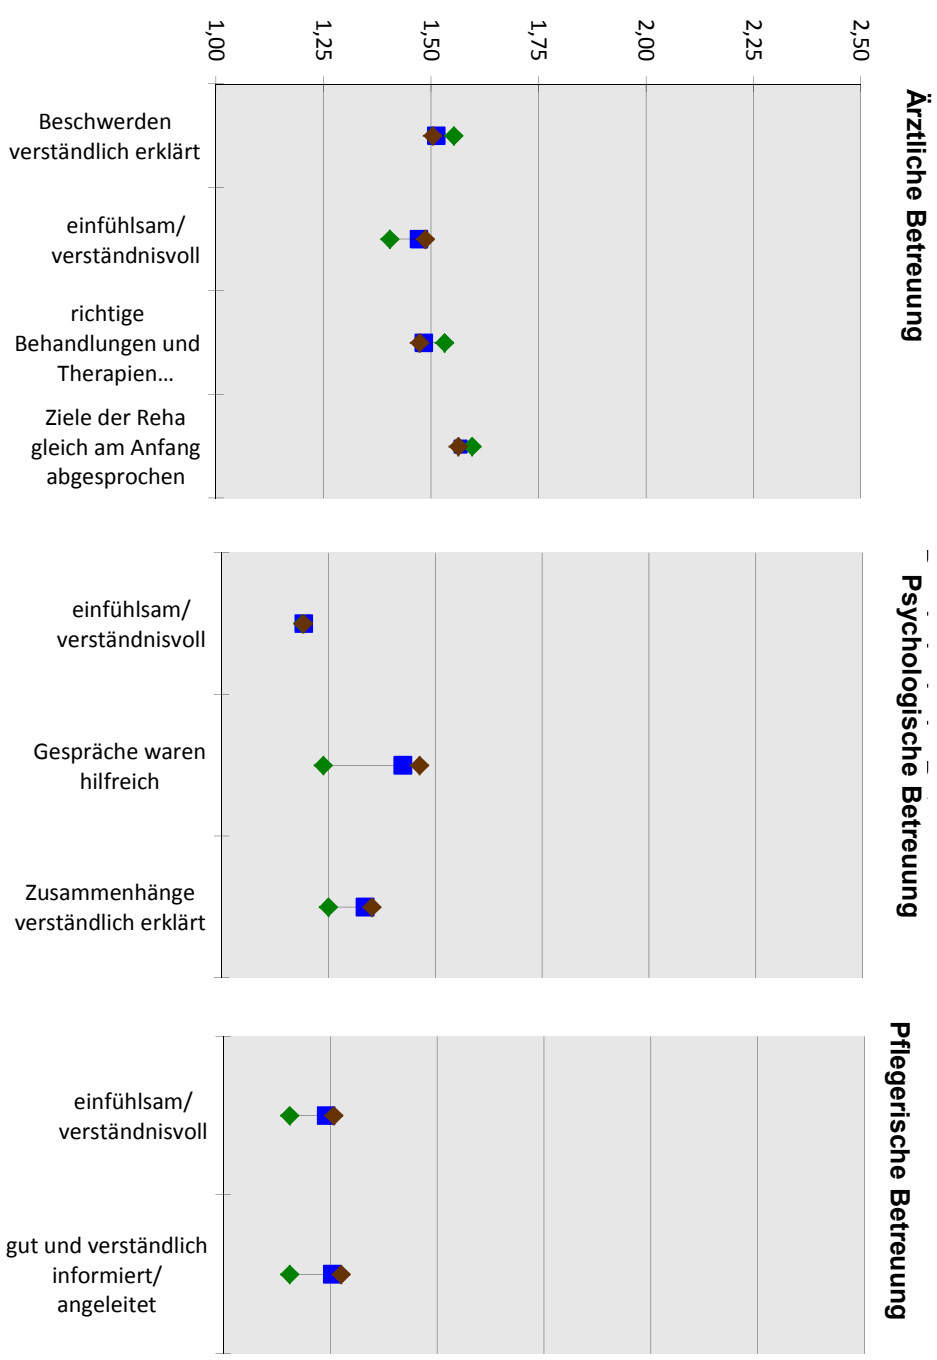 1,00
1,25
1,50
1,75
2,00
2,25
2,50
Ärztliche Betreuung
Beschwerden
verständlich erklärt
einfühlsam/
verständnisvoll
richtige
Behandlungen und
Therapien...
Ziele der Reha
gleich am Anfang
abgesprochen
Psychologische Betreuung
einfühlsam/
verständnisvoll
Gespräche waren
hilfreich
Zusammenhänge
verständlich erklärt
Pflegerische Betreuung
einfühlsam/
verständnisvoll
gut und verständlich
informiert/
angeleitet